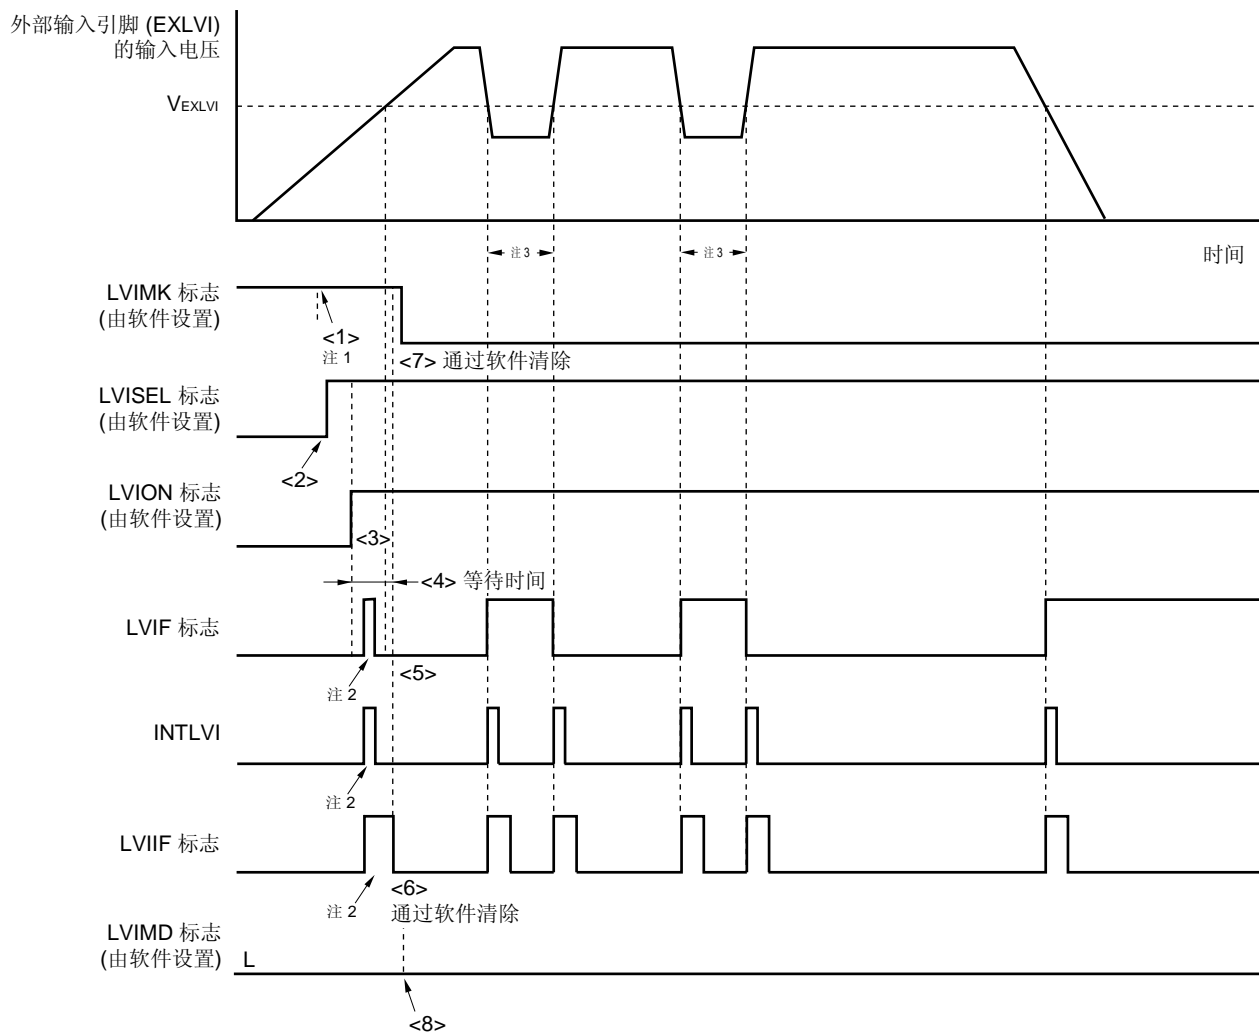 外部输入引脚 (EXLVI)
的输入电压
VEXLVI
注 3
注 3
时间
LVIMK 标志
(由软件设置)
<1>
注 1
<7> 通过软件清除
LVISEL 标志
(由软件设置)
<2>
LVION 标志
(由软件设置)
<3>
<4> 等待时间
LVIF 标志
注 2
<5>
INTLVI
注 2
LVIIF 标志
注 2
<6>
通过软件清除
LVIMD 标志
(由软件设置)
L
<8>